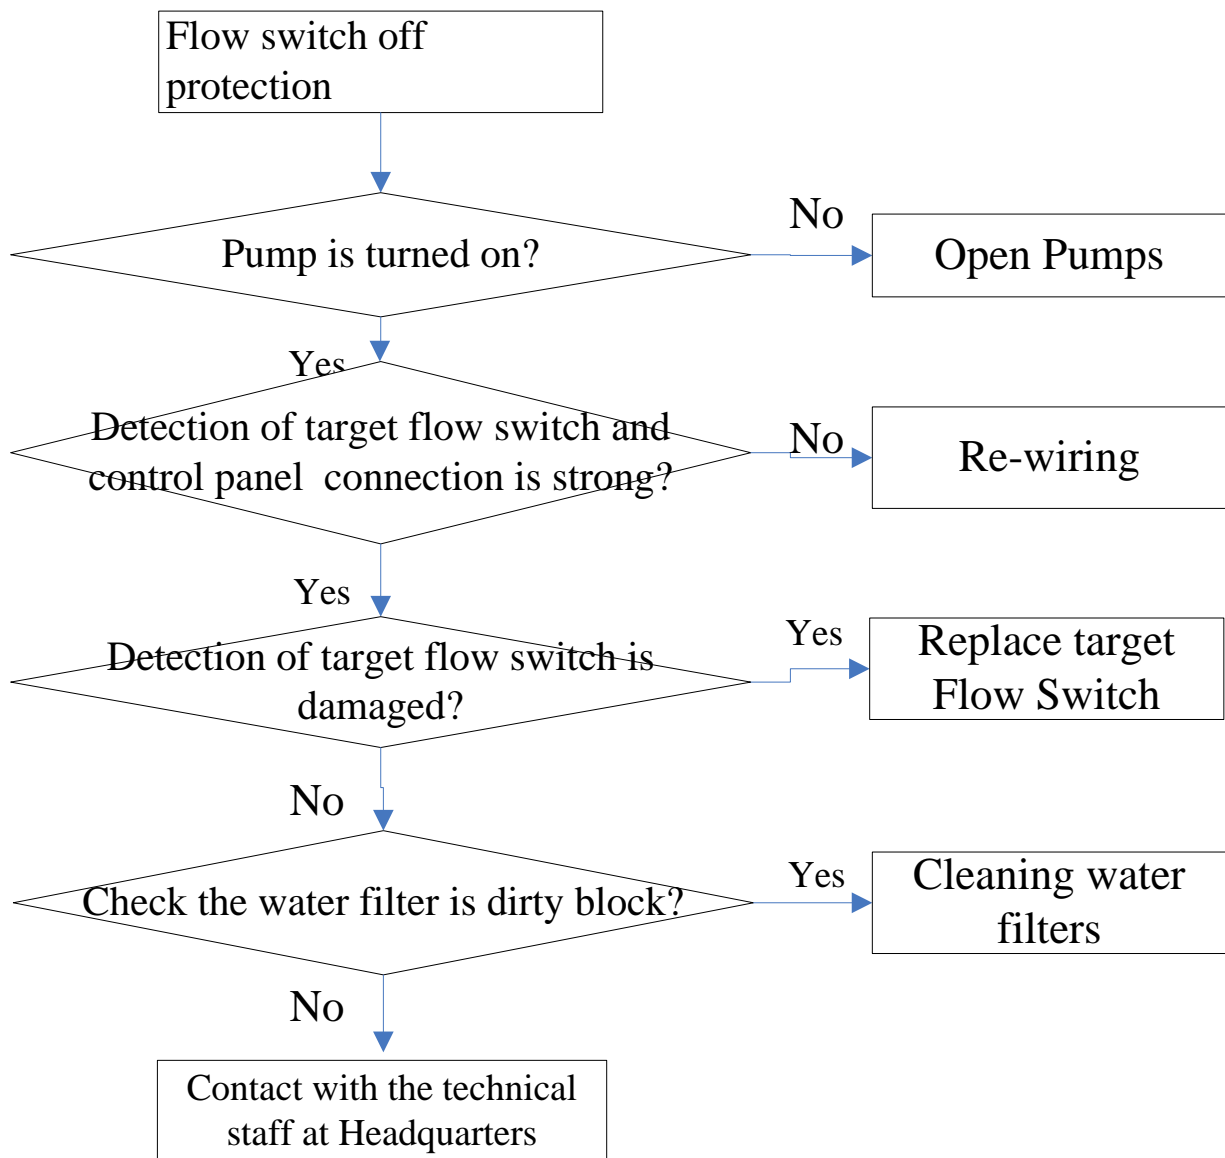 Flow switch off
protection
No
Pump is turned on?
Open Pumps
Yes
Detection of target flow switch and
control panel  connection is strong?
No
Re-wiring
Yes
Detection of target flow switch is
damaged?
Yes
Replace target
Flow Switch
No
Check the water filter is dirty block?
Yes
Cleaning water
filters
No
Contact with the technical
staff at Headquarters